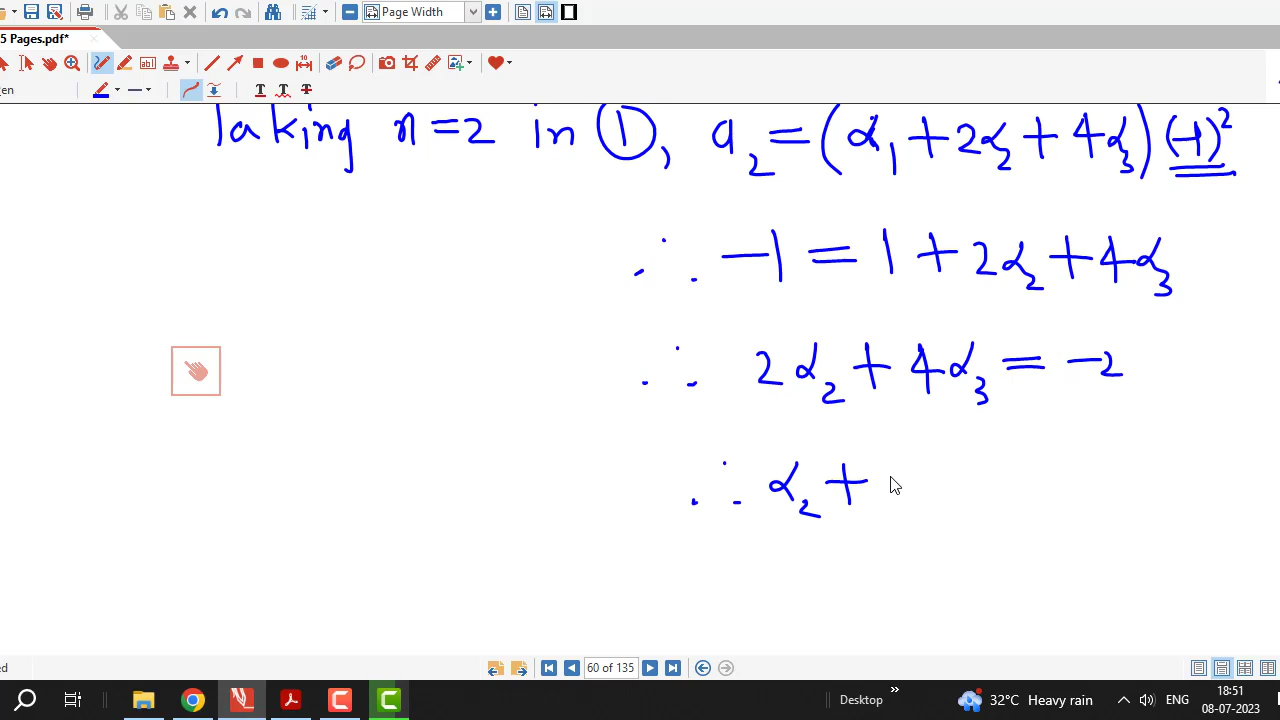 Page Width
5 Pages.pdf*
Taking n=2 in ①, a₂=(α₁+2α₂+4α₃)(-1)²
∴ -1=1+2α₂+4α₃
∴ 2α₂+4α₃=-2
∴ α₂+
60 of 135
Desktop
»
32°C Heavy rain
ENG
18:51
08-07-2023